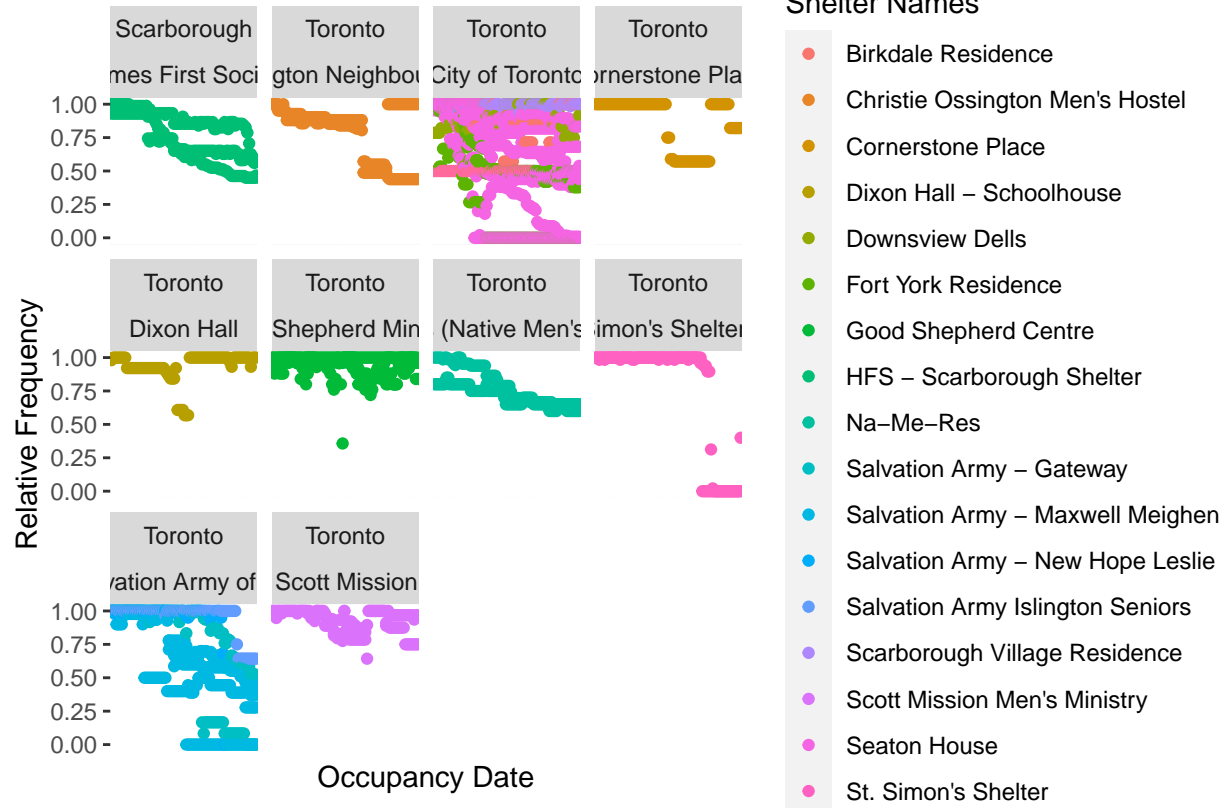 Shelter Names
Scarborough
mes First Soci
Toronto
gton Neighbou
Toronto
City of Toronto
Toronto
ornerstone Pla
1.00
0.75
0.50
0.25
0.00
Toronto
Dixon Hall
Toronto
Shepherd Min
Toronto
. (Native Men's
Toronto
Simon's Shelter
1.00
0.75
0.50
0.25
0.00
Toronto
vation Army of
Toronto
Scott Mission
1.00
0.75
0.50
0.25
0.00
Relative Frequency
Occupancy Date
Birkdale Residence
Christie Ossington Men's Hostel
Cornerstone Place
Dixon Hall – Schoolhouse
Downsview Dells
Fort York Residence
Good Shepherd Centre
HFS – Scarborough Shelter
Na–Me–Res
Salvation Army – Gateway
Salvation Army – Maxwell Meighen
Salvation Army – New Hope Leslie
Salvation Army Islington Seniors
Scarborough Village Residence
Scott Mission Men's Ministry
Seaton House
St. Simon's Shelter